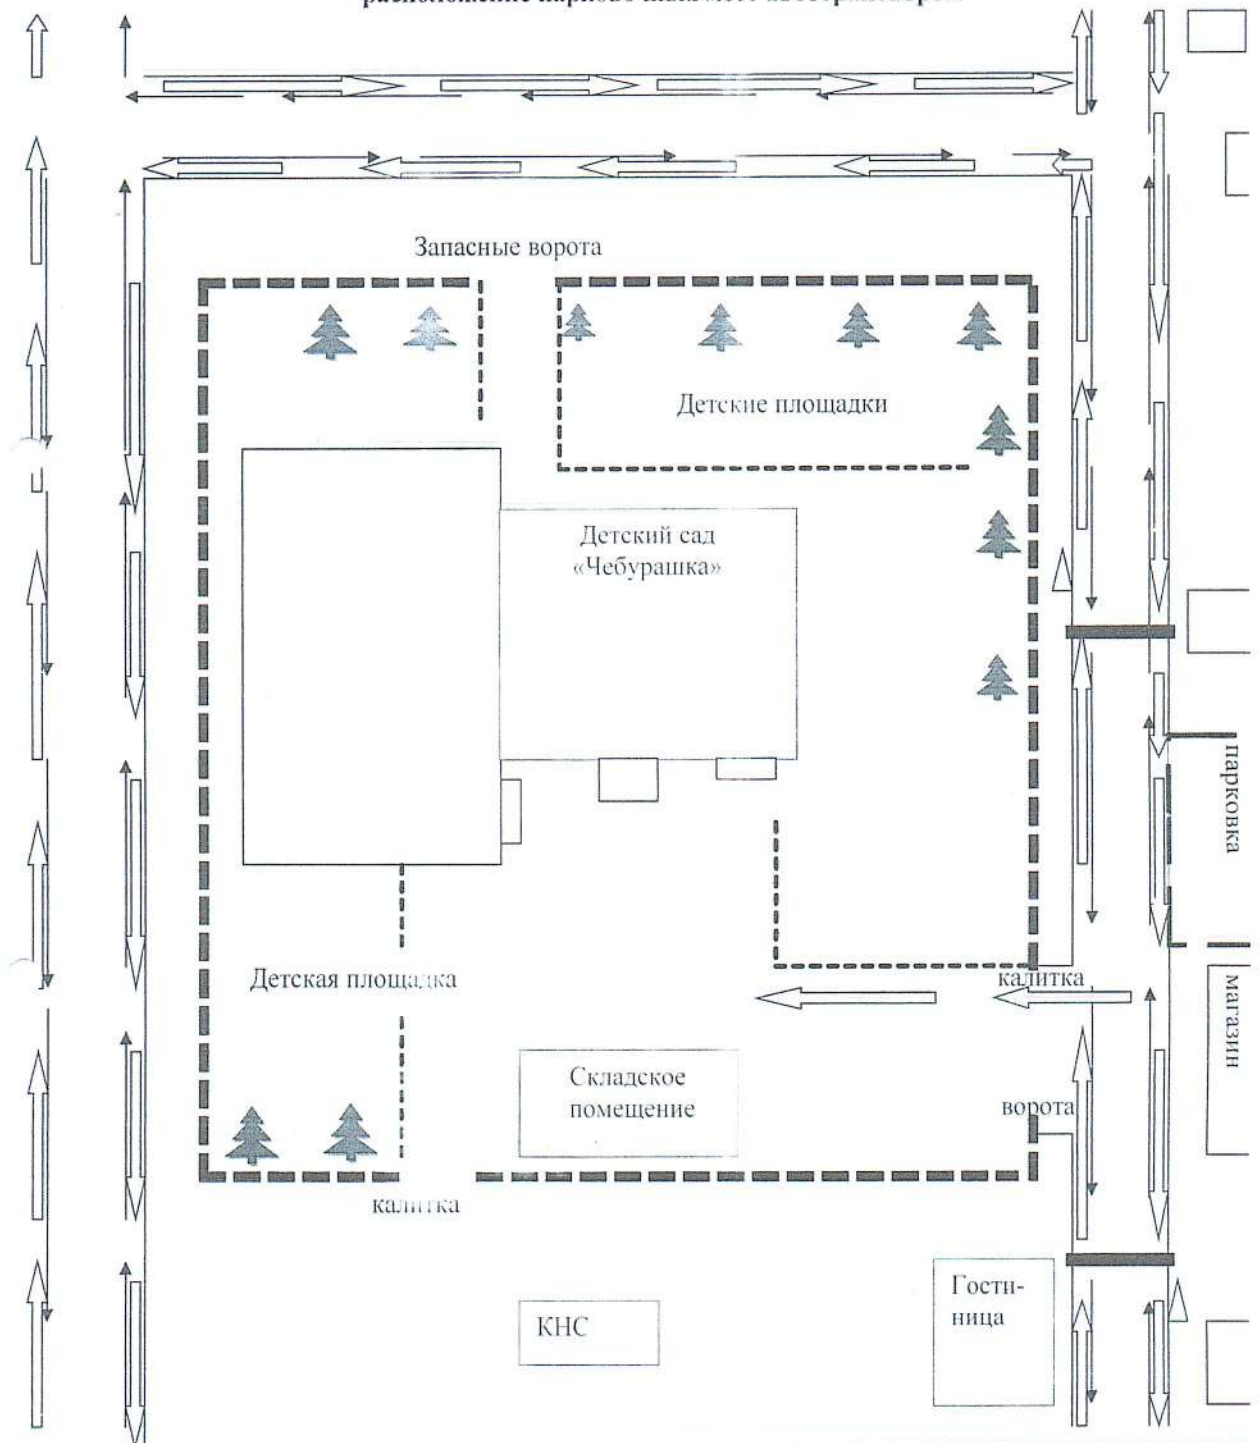 Запасные ворота
Детские площадки
Детский сад
«Чебурашка»
парковка
Детская площадка
калитка
магазин
Складское
помещение
ворота
калитка
Гости-
ница
КНС